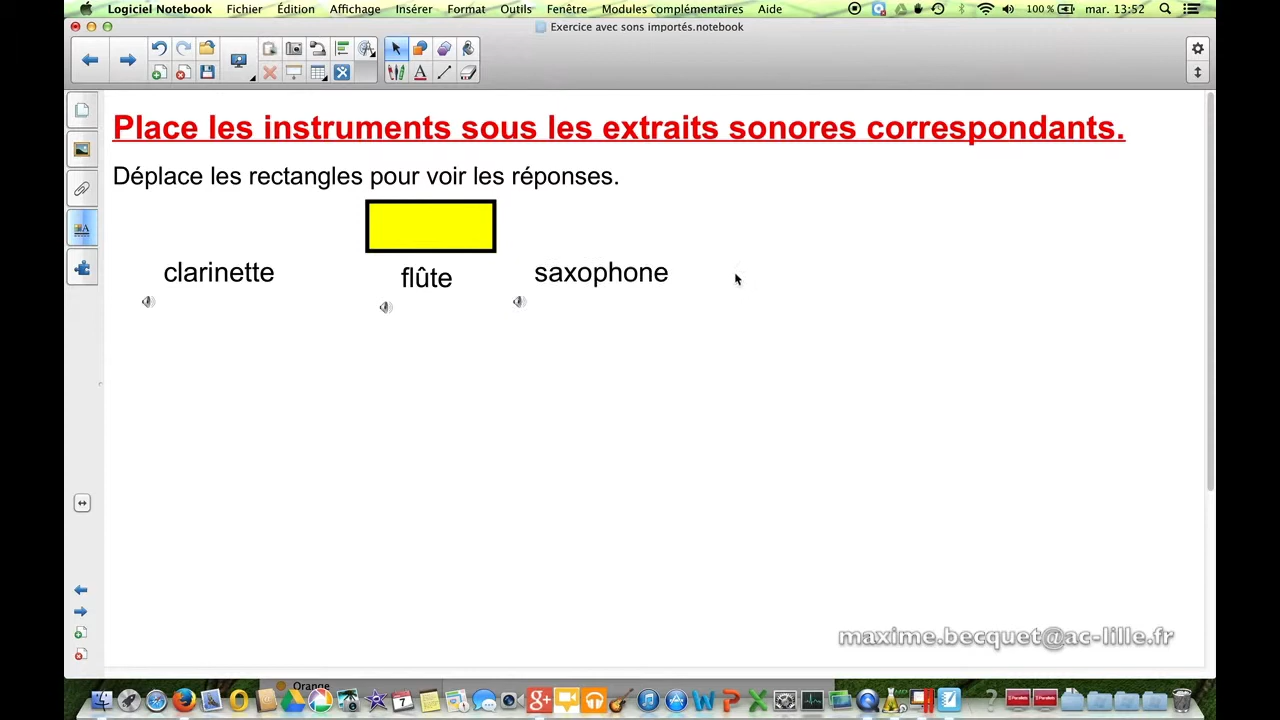 Logiciel Notebook Fichier Édition Affichage Insérer Format Outils Fenêtre Modules complémentaires Aide 100 % mar. 13:52
Exercice avec sons importés.notebook
Place les instruments sous les extraits sonores correspondants.
Déplace les rectangles pour voir les réponses.
clarinette flûte saxophone
maxime.becquet@ac-lille.fr
Orange